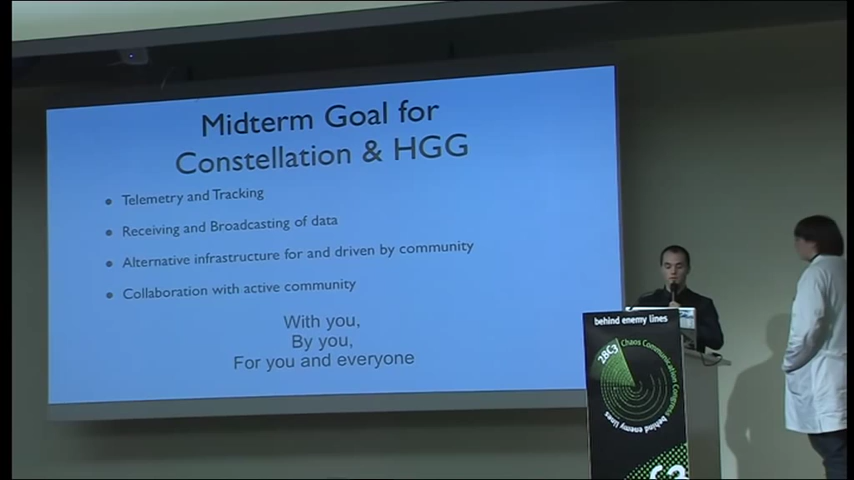 Midterm Goal for
Constellation & HGG
• Telemetry and Tracking
• Receiving and Broadcasting of data
• Alternative infrastructure for and driven by community
• Collaboration with active community
With you,
By you,
For you and everyone
behind enemy lines
28C3
Chaos Communication Congress
behind enemy lines
C3